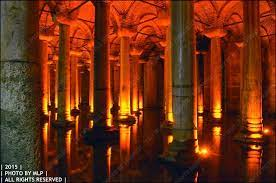 | 2015 |
| PHOTO BY MLP |
| ALL RIGHTS RESERVED |